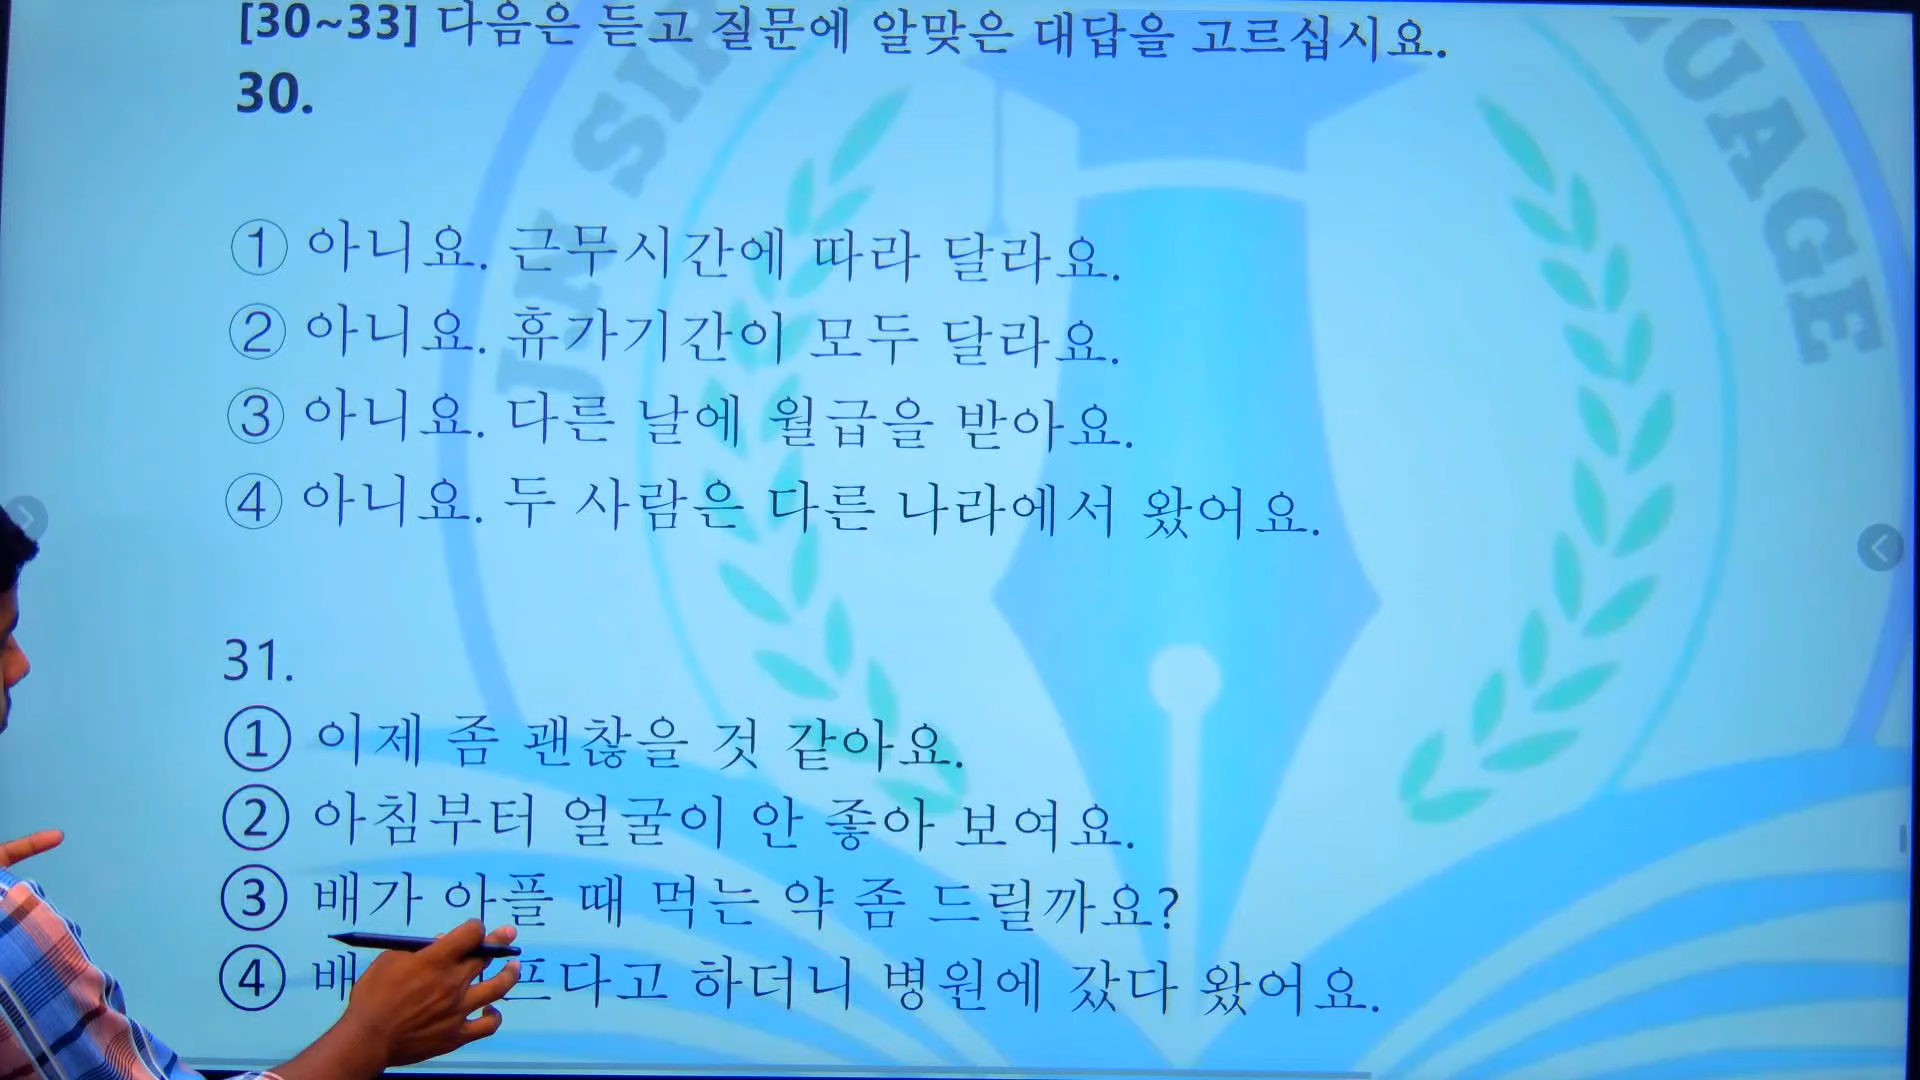 [30~33] 다음은 듣고 질문에 알맞은 대답을 고르십시요.
30.
① 아니요. 근무시간에 따라 달라요.
② 아니요. 휴가기간이 모두 달라요.
③ 아니요. 다른 날에 월급을 받아요.
④ 아니요. 두 사람은 다른 나라에서 왔어요.
31.
① 이제 좀 괜찮을 것 같아요.
② 아침부터 얼굴이 안 좋아 보여요.
③ 배가 아플 때 먹는 약 좀 드릴까요?
④ 하더니 병원에 갔다 왔어요.